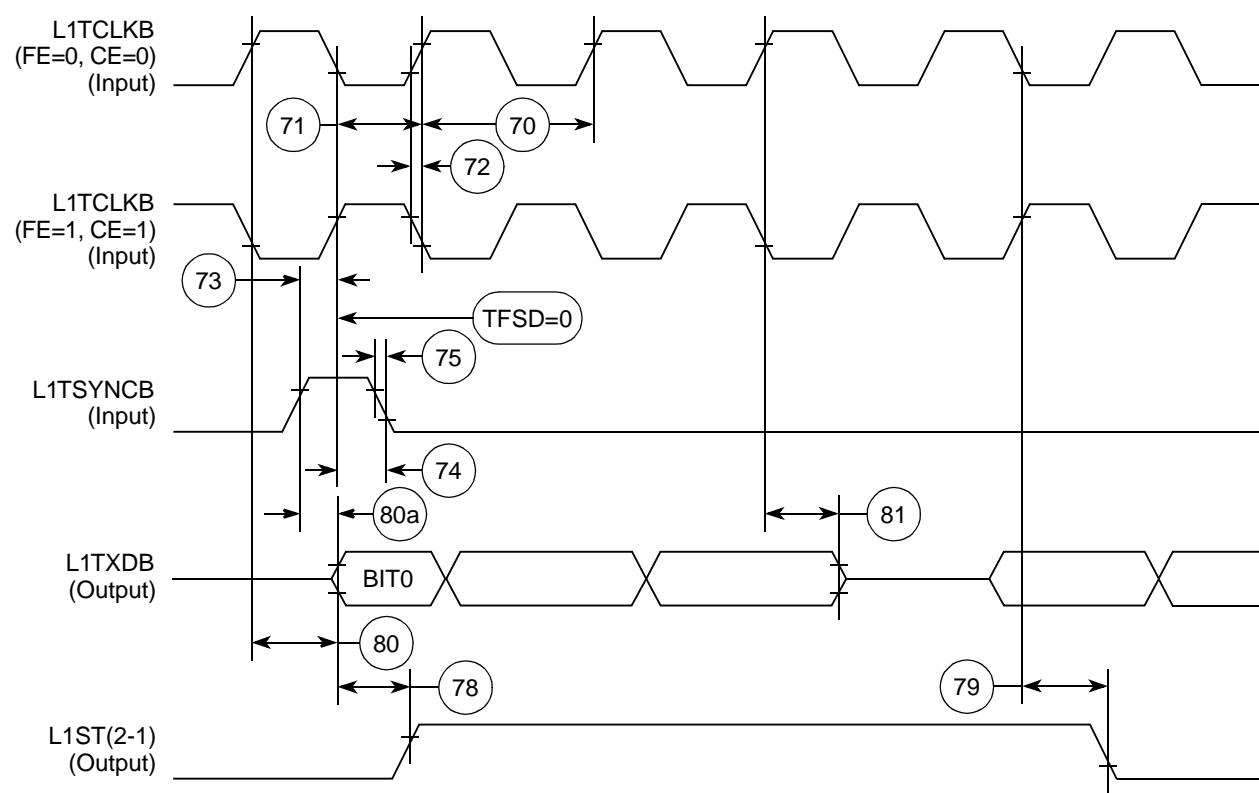 L1TCLKB
(FE=0, CE=0)
(Input)
71
70
72
L1TCLKB
(FE=1, CE=1)
(Input)
73
TFSD=0
75
L1TSYNCB
(Input)
74
80a
81
L1TXDB
(Output)
BIT0
80
78
79
L1ST(2-1)
(Output)